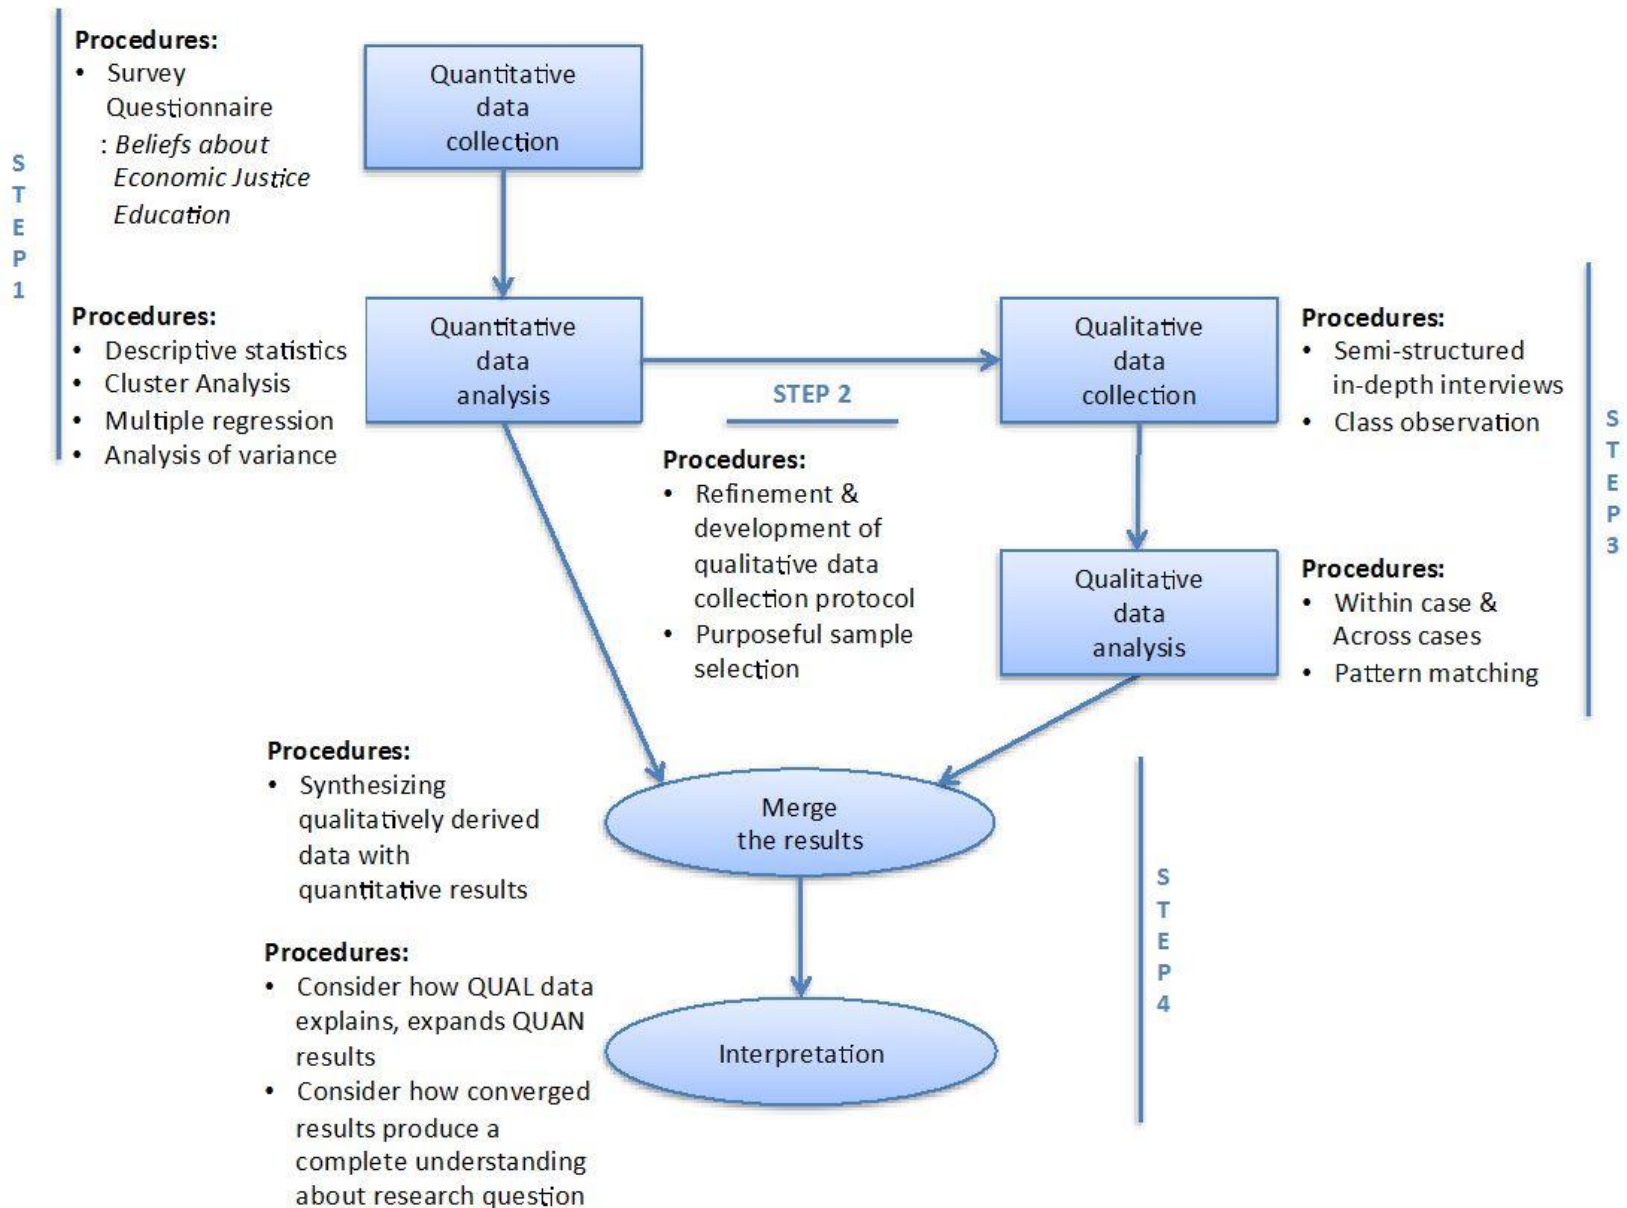 STEP 1
Procedures:
• Survey
Questionnaire
: Beliefs about
Economic Justice
Education
Quantitative
data
collection
Procedures:
• Descriptive statistics
• Cluster Analysis
• Multiple regression
• Analysis of variance
Quantitative
data
analysis
STEP 2
Procedures:
• Refinement &
development of
qualitative data
collection protocol
• Purposeful sample
selection
Qualitative
data
collection
Procedures:
• Semi-structured
in-depth interviews
• Class observation
STEP 3
Qualitative
data
analysis
Procedures:
• Within case &
Across cases
• Pattern matching
Procedures:
• Synthesizing
qualitatively derived
data with
quantitative results
Merge
the results
STEP 4
Procedures:
• Consider how QUAL data
explains, expands QUAN
results
• Consider how converged
results produce a
complete understanding
about research question
Interpretation